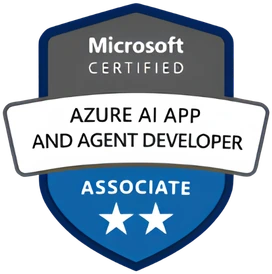 Microsoft
CERTIFIED
AZURE AI APP
AND AGENT DEVELOPER
ASSOCIATE